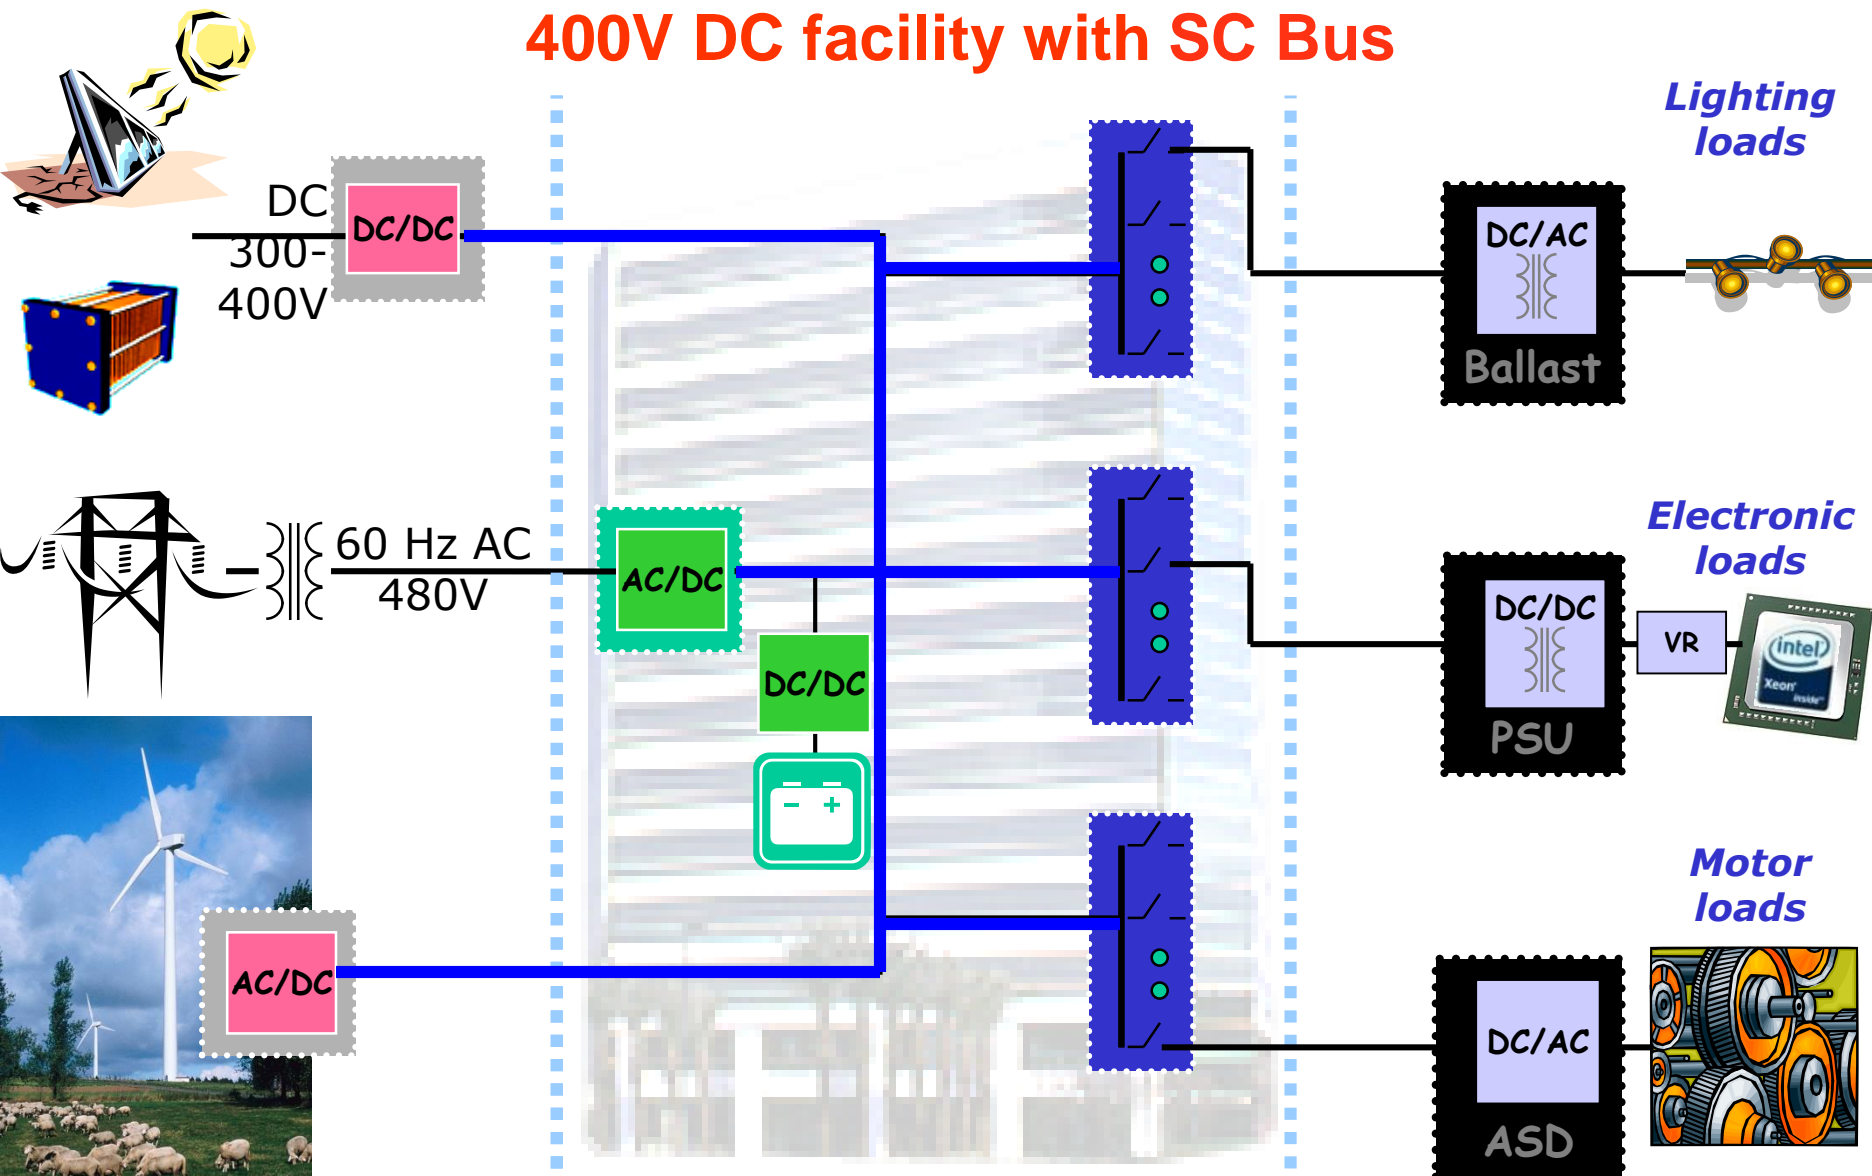 400V DC facility with SC Bus
Lighting
loads
DC
300-
400V
DC/DC
DC/AC
Ballast
60 Hz AC
480V
AC/DC
DC/DC
- +
Electronic
loads
DC/DC
PSU
VR
intel
Xeon
inside
Motor
loads
AC/DC
DC/AC
ASD